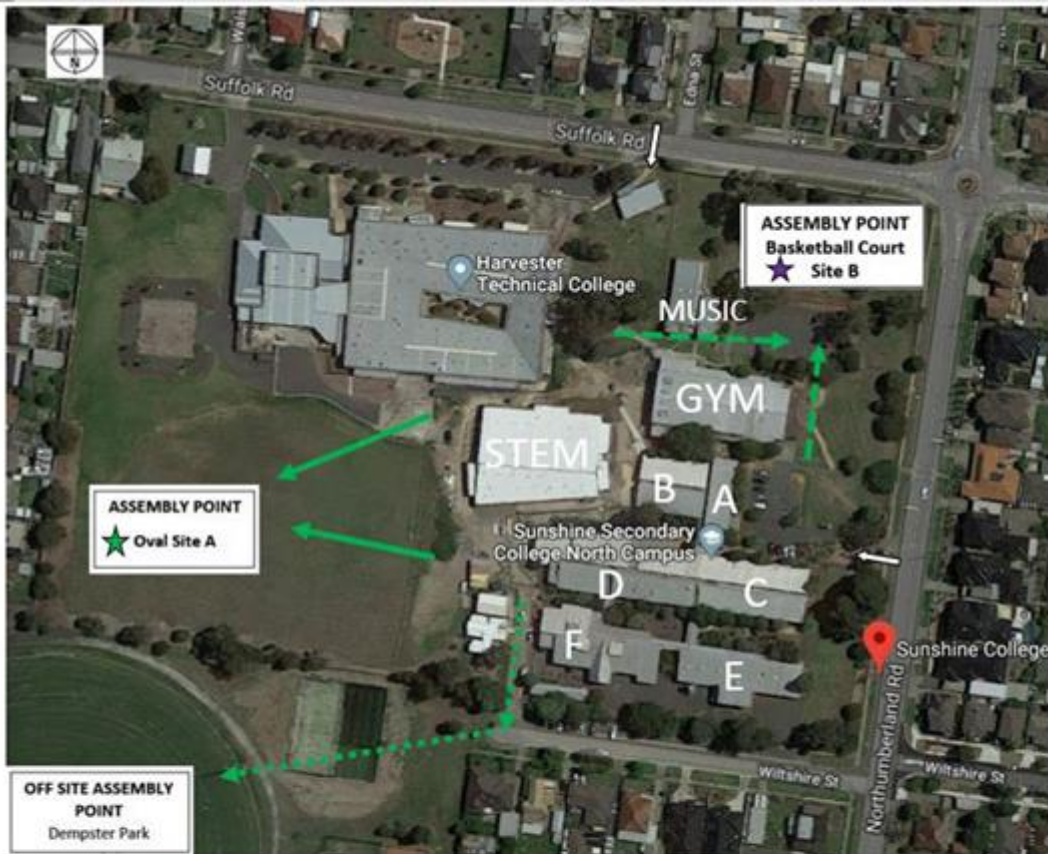 N
Suffolk Rd
Suffolk Rd
Edna St
ASSEMBLY POINT
Basketball Court
Site B
Harvester
Technical College
MUSIC
GYM
STEM
B
A
ASSEMBLY POINT
Oval Site A
Sunshine Secondary
College North Campus
D
C
F
E
Sunshine College
Northumberland Rd
Wiltshire St
Wiltshire St
OFF SITE ASSEMBLY
POINT
Dempster Park